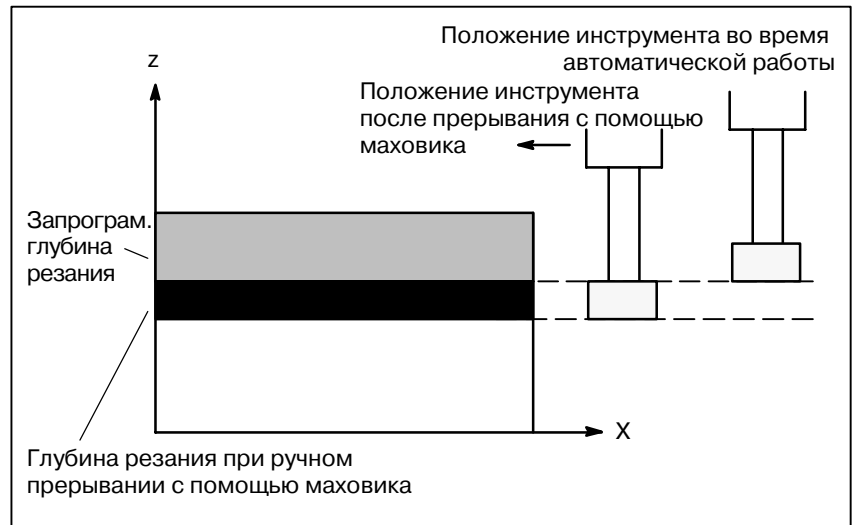 Положение инструмента во время
автоматической работы
z
Положение инструмента
после прерывания с помощью
маховика
Запрограм.
глубина
резания
X
Глубина резания при ручном
прерывании с помощью маховика